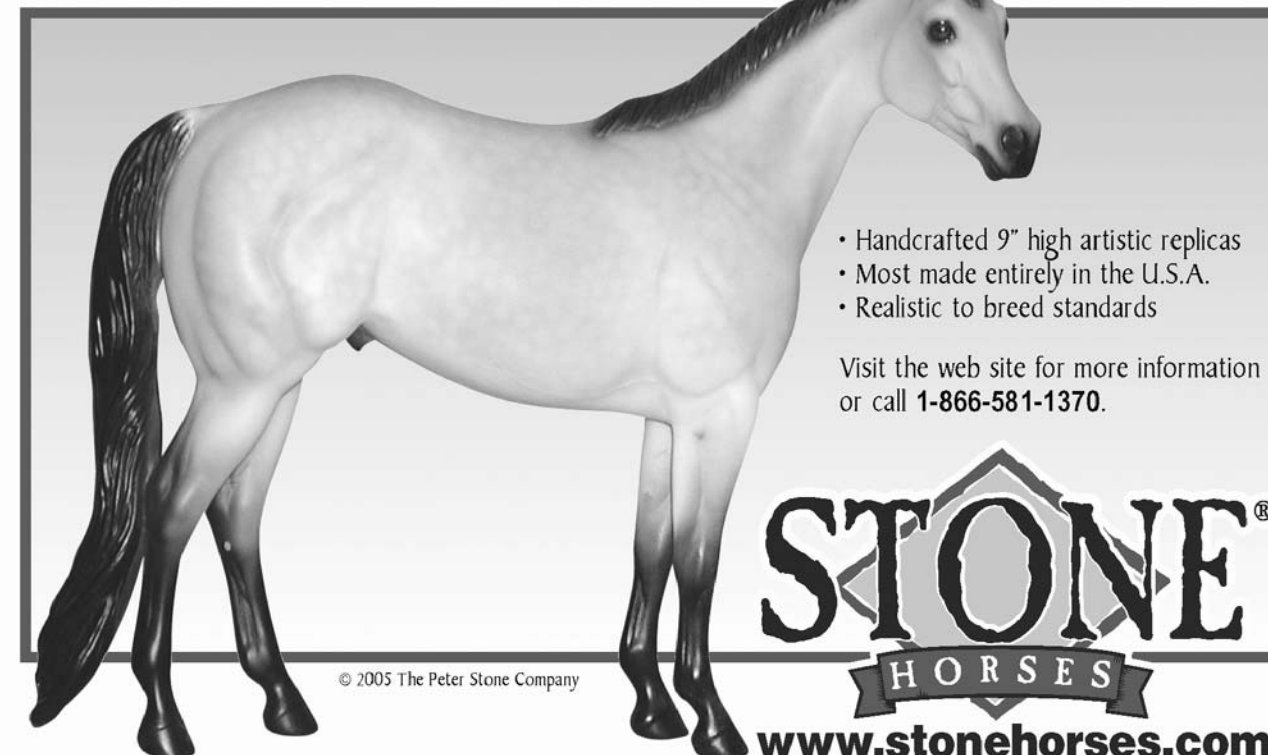 • Handcrafted 9" high artistic replicas
• Most made entirely in the U.S.A.
• Realistic to breed standards
Visit the web site for more information
or call 1-866-581-1370.
STONE®
HORSES
© 2005 The Peter Stone Company
www.stonehorses.com